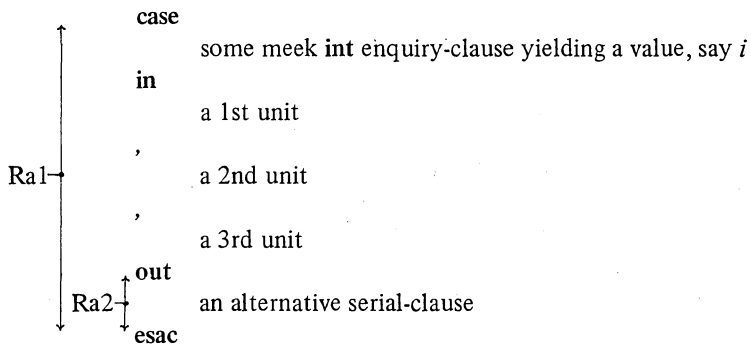 case
some meek int enquiry-clause yielding a value, say i
in
a 1st unit
,
Ra1 a 2nd unit
,
a 3rd unit
out
Ra2 an alternative serial-clause
esac